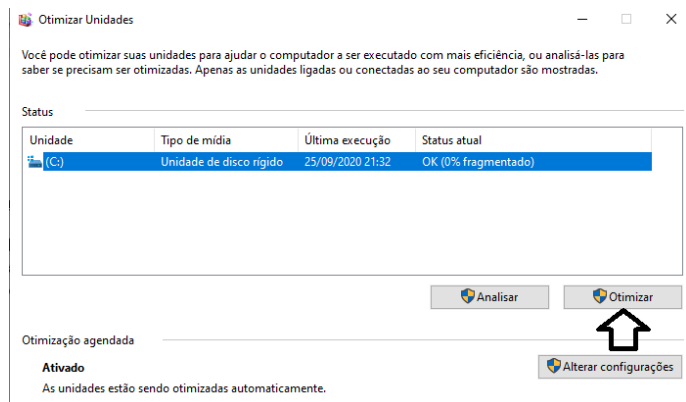 Otimizar Unidades
Você pode otimizar suas unidades para ajudar o computador a ser executado com mais eficiência, ou analisá-las para
saber se precisam ser otimizadas. Apenas as unidades ligadas ou conectadas ao seu computador são mostradas.
Status
Unidade Tipo de mídia Última execução Status atual
(C:) Unidade de disco rígido 25/09/2020 21:32 OK (0% fragmentado)
Analisar Otimizar
Otimização agendada
Ativado Alterar configurações
As unidades estão sendo otimizadas automaticamente.